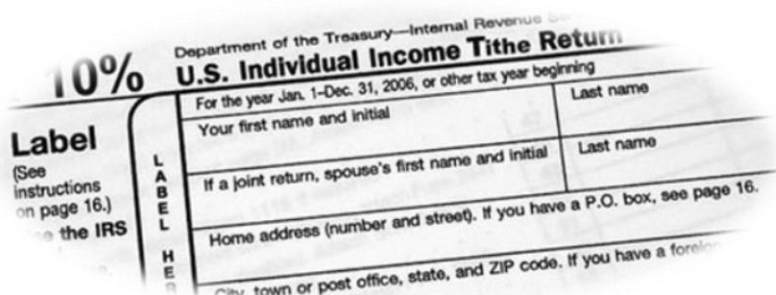 10%
Department of the Treasury—Internal Revenue
U.S. Individual Income Tithe Return
For the year Jan. 1-Dec. 31, 2006, or other tax year beginning
Label
(See
instructions
on page 16.)
the IRS
LABEL
HER
Your first name and initial
Last name
If a joint return, spouse's first name and initial
Last name
Home address (number and street). If you have a P.O. box, see page 16.
City, town or post office, state, and ZIP code. If you have a foreign